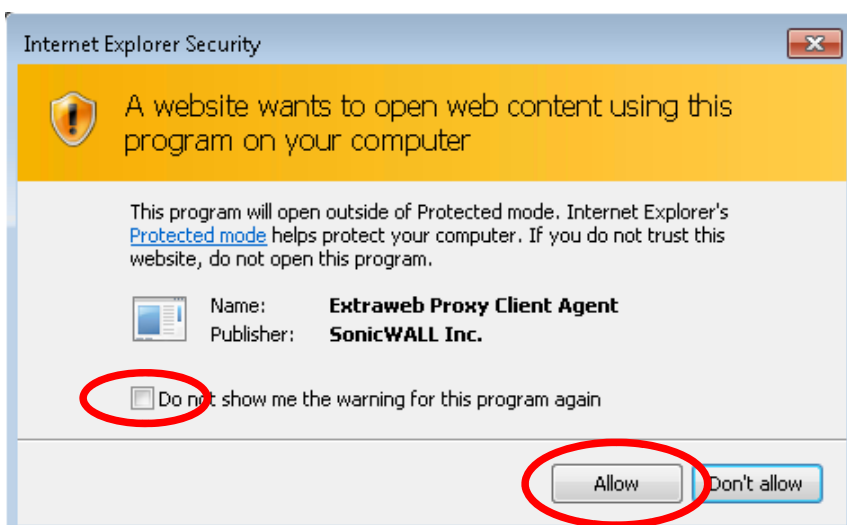 Internet Explorer Security
A website wants to open web content using this
program on your computer
This program will open outside of Protected mode. Internet Explorer's
Protected mode helps protect your computer. If you do not trust this
website, do not open this program.
Name: Extraweb Proxy Client Agent
Publisher: SonicWALL Inc.
Do not show me the warning for this program again
Allow Don't allow